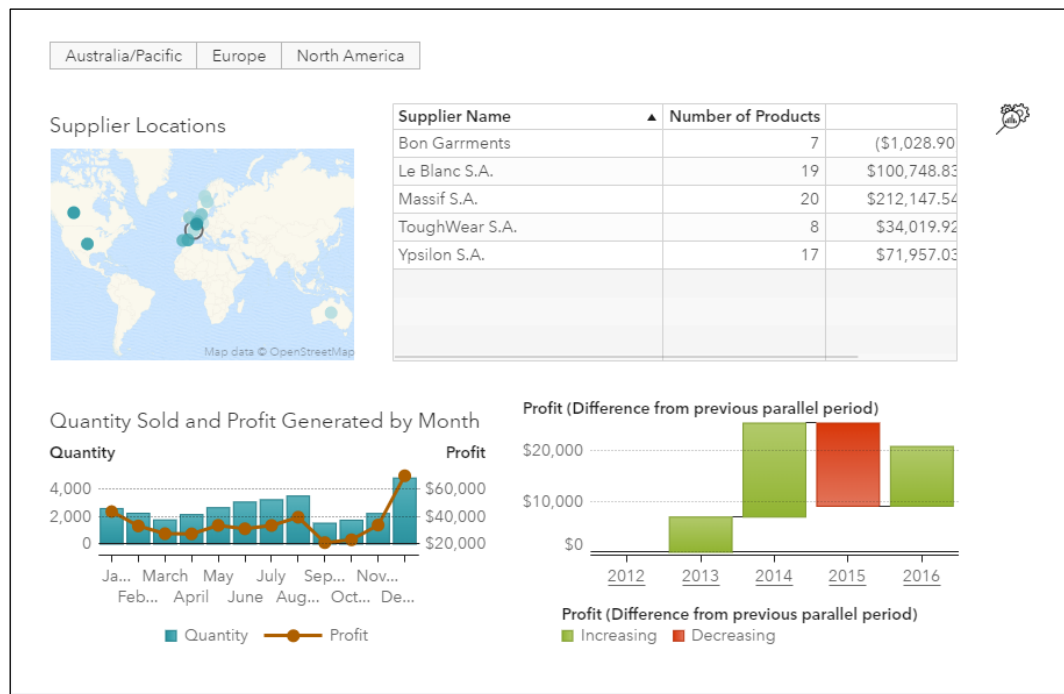 Australia/Pacific Europe North America
Supplier Locations
Map data © OpenStreetMap
Supplier Name ▲ Number of Products
Bon Garrments 7 ($1,028.90
Le Blanc S.A. 19 $100,748.83
Massif S.A. 20 $212,147.54
ToughWear S.A. 8 $34,019.92
Ypsilon S.A. 17 $71,957.03
Quantity Sold and Profit Generated by Month
Quantity Profit
4,000 $60,000
2,000 $40,000
0 $20,000
Ja... March May July Sep... Nov...
Feb... April June Aug... Oct... De...
Quantity Profit
Profit (Difference from previous parallel period)
$20,000
$10,000
$0
2012 2013 2014 2015 2016
Profit (Difference from previous parallel period)
Increasing Decreasing